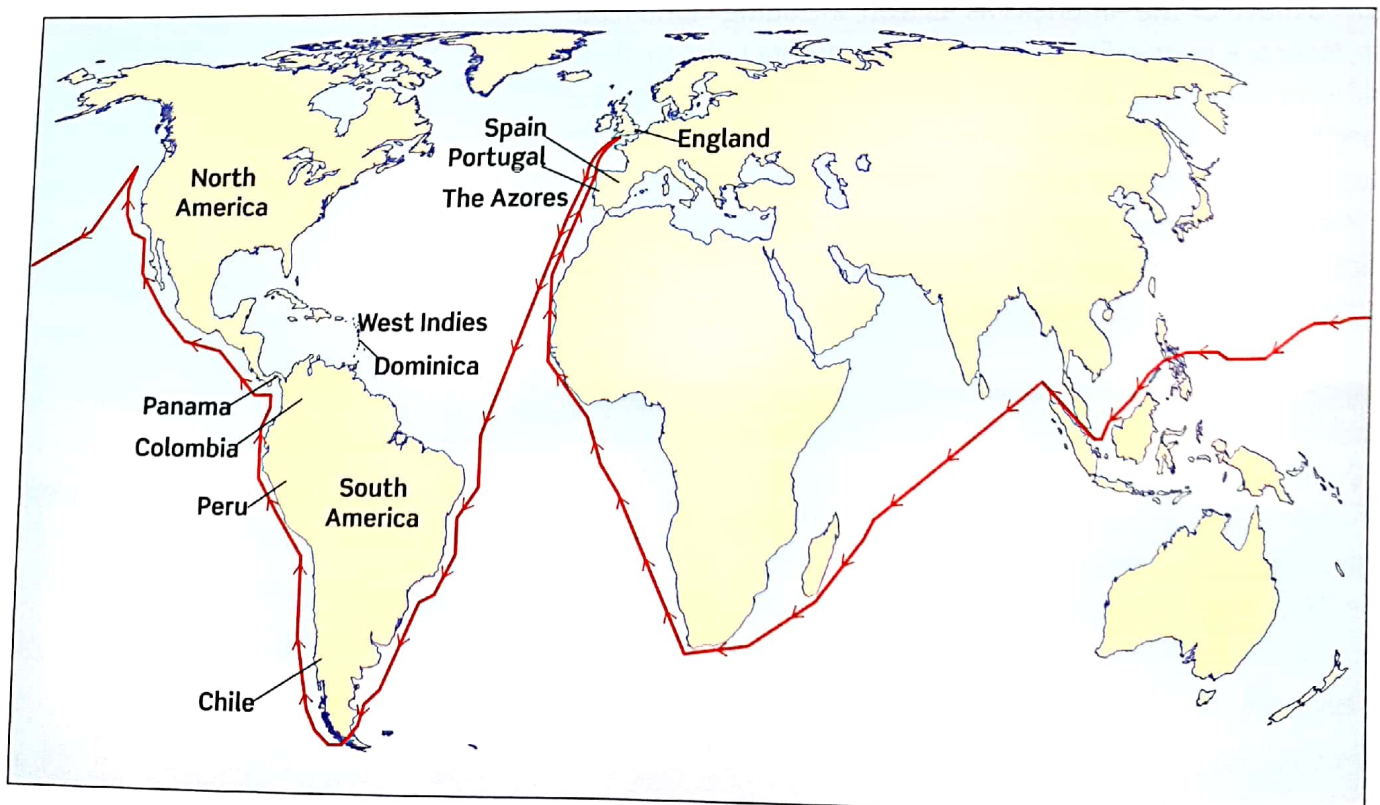 Spain
England
Portugal
The Azores
North
America
West Indies
Dominica
Panama
Colombia
Peru
South
America
Chile